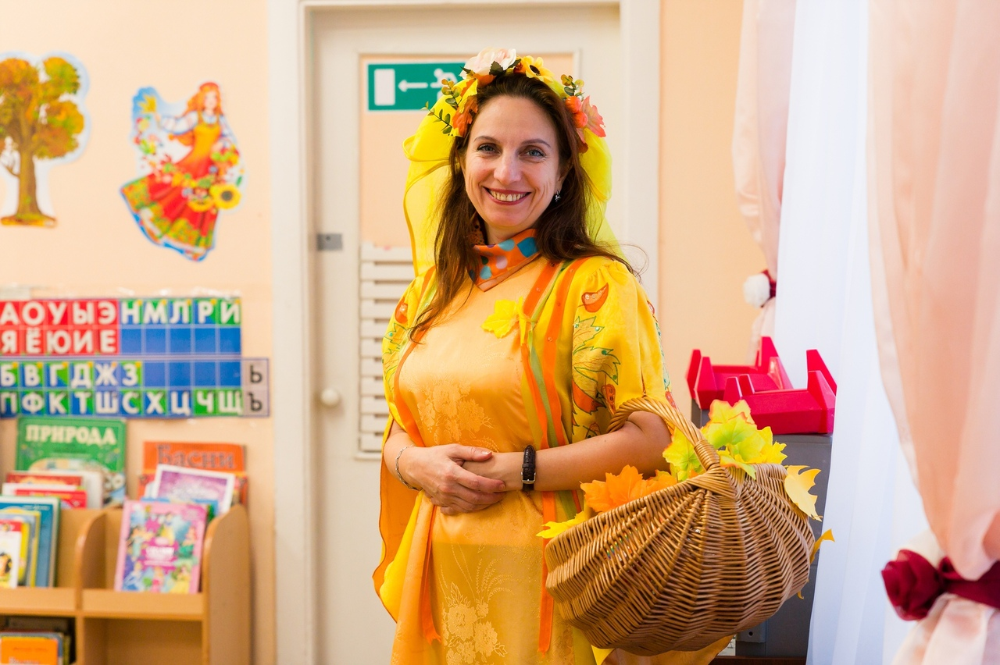 АОУЫЭНМЛРЙ
ЯЁЮИЕ
БВГДЖЗ Ь
ПФКТШСХЦЧЩ Ъ
ПРИРОДА
Басни